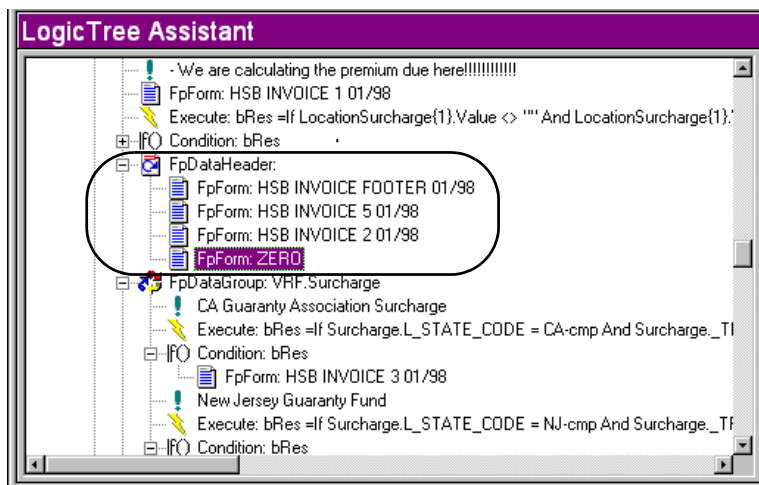 LogicTree Assistant
- We are calculating the premium due here!!!!!!!!!!!!
FpForm: HSB INVOICE 1 01/98
Execute: bRes =If LocationSurcharge{1}.Value <> "" And LocationSurcharge{1}.
If() Condition: bRes
FpDataHeader:
FpForm: HSB INVOICE FOOTER 01/98
FpForm: HSB INVOICE 5 01/98
FpForm: HSB INVOICE 2 01/98
FpForm: ZERO
FpDataGroup: VRF.Surcharge
CA Guaranty Association Surcharge
Execute: bRes =If Surcharge.L_STATE_CODE = CA-cmp And Surcharge._
If() Condition: bRes
FpForm: HSB INVOICE 3 01/98
New Jersey Guaranty Fund
Execute: bRes =If Surcharge.L_STATE_CODE = NJ-cmp And Surcharge._
If() Condition: bRes